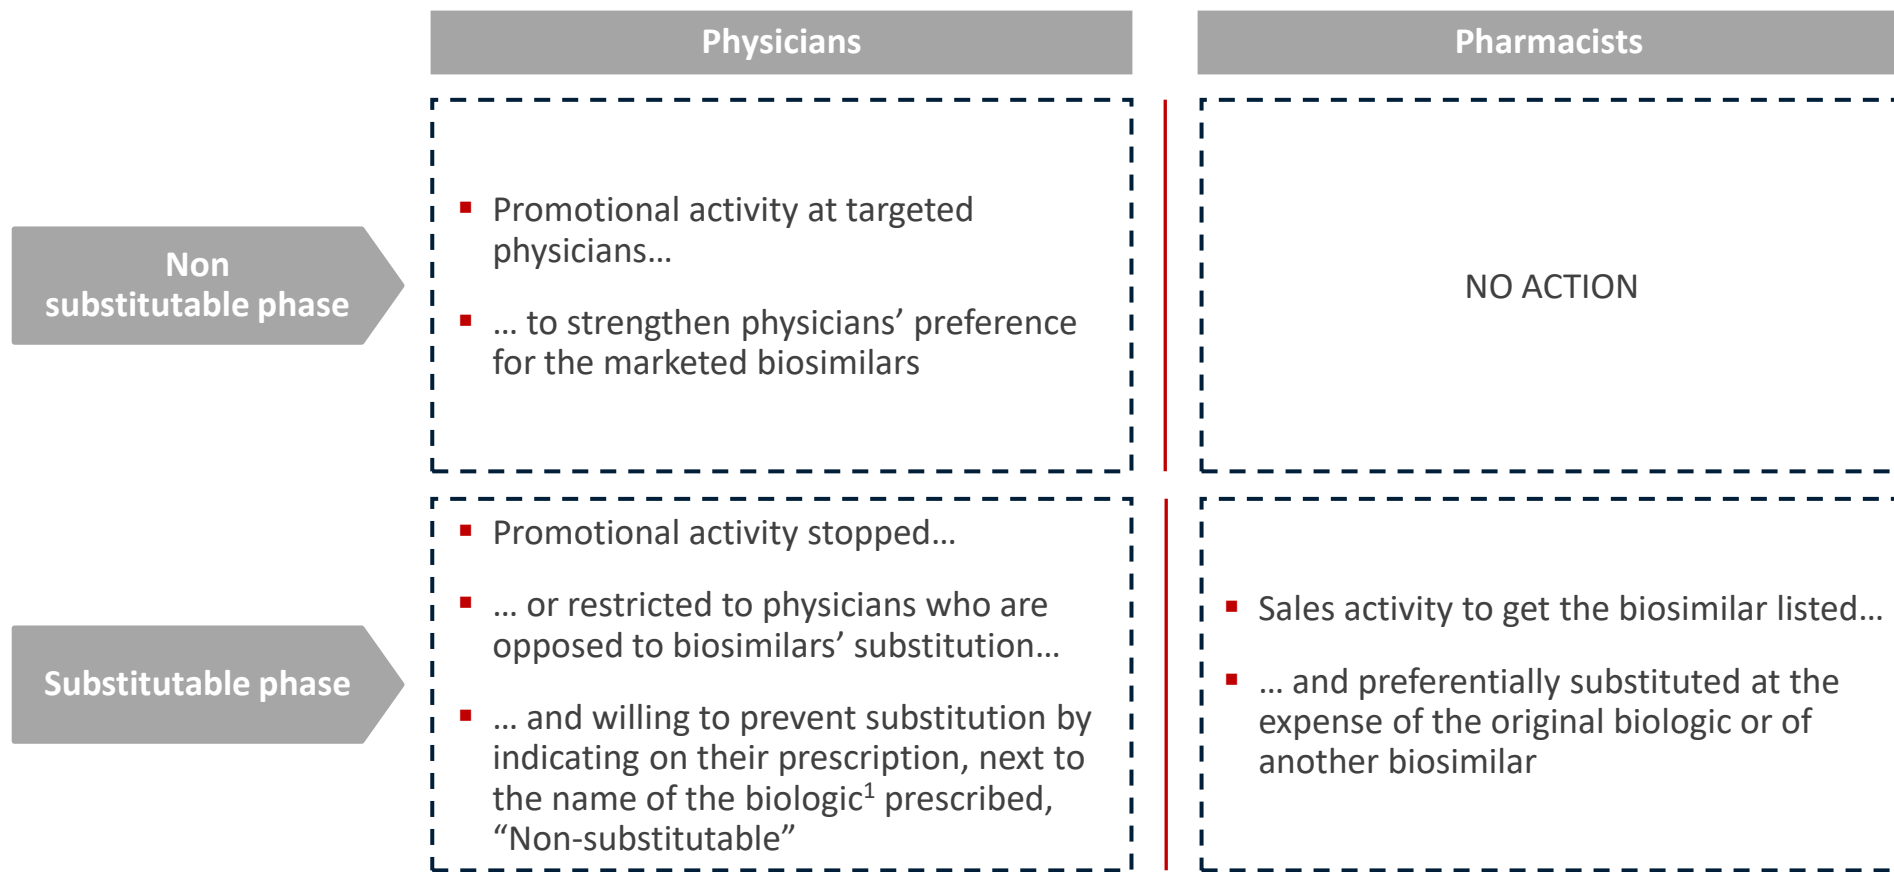 Physicians
Pharmacists
Non
substitutable phase
▪ Promotional activity at targeted
physicians…
▪ … to strengthen physicians’ preference
for the marketed biosimilars
NO ACTION
Substitutable phase
▪ Promotional activity stopped…
▪ … or restricted to physicians who are
opposed to biosimilars’ substitution…
▪ … and willing to prevent substitution by
indicating on their prescription, next to
the name of the biologic¹ prescribed,
“Non-substitutable”
▪ Sales activity to get the biosimilar listed…
▪ … and preferentially substituted at the
expense of the original biologic or of
another biosimilar